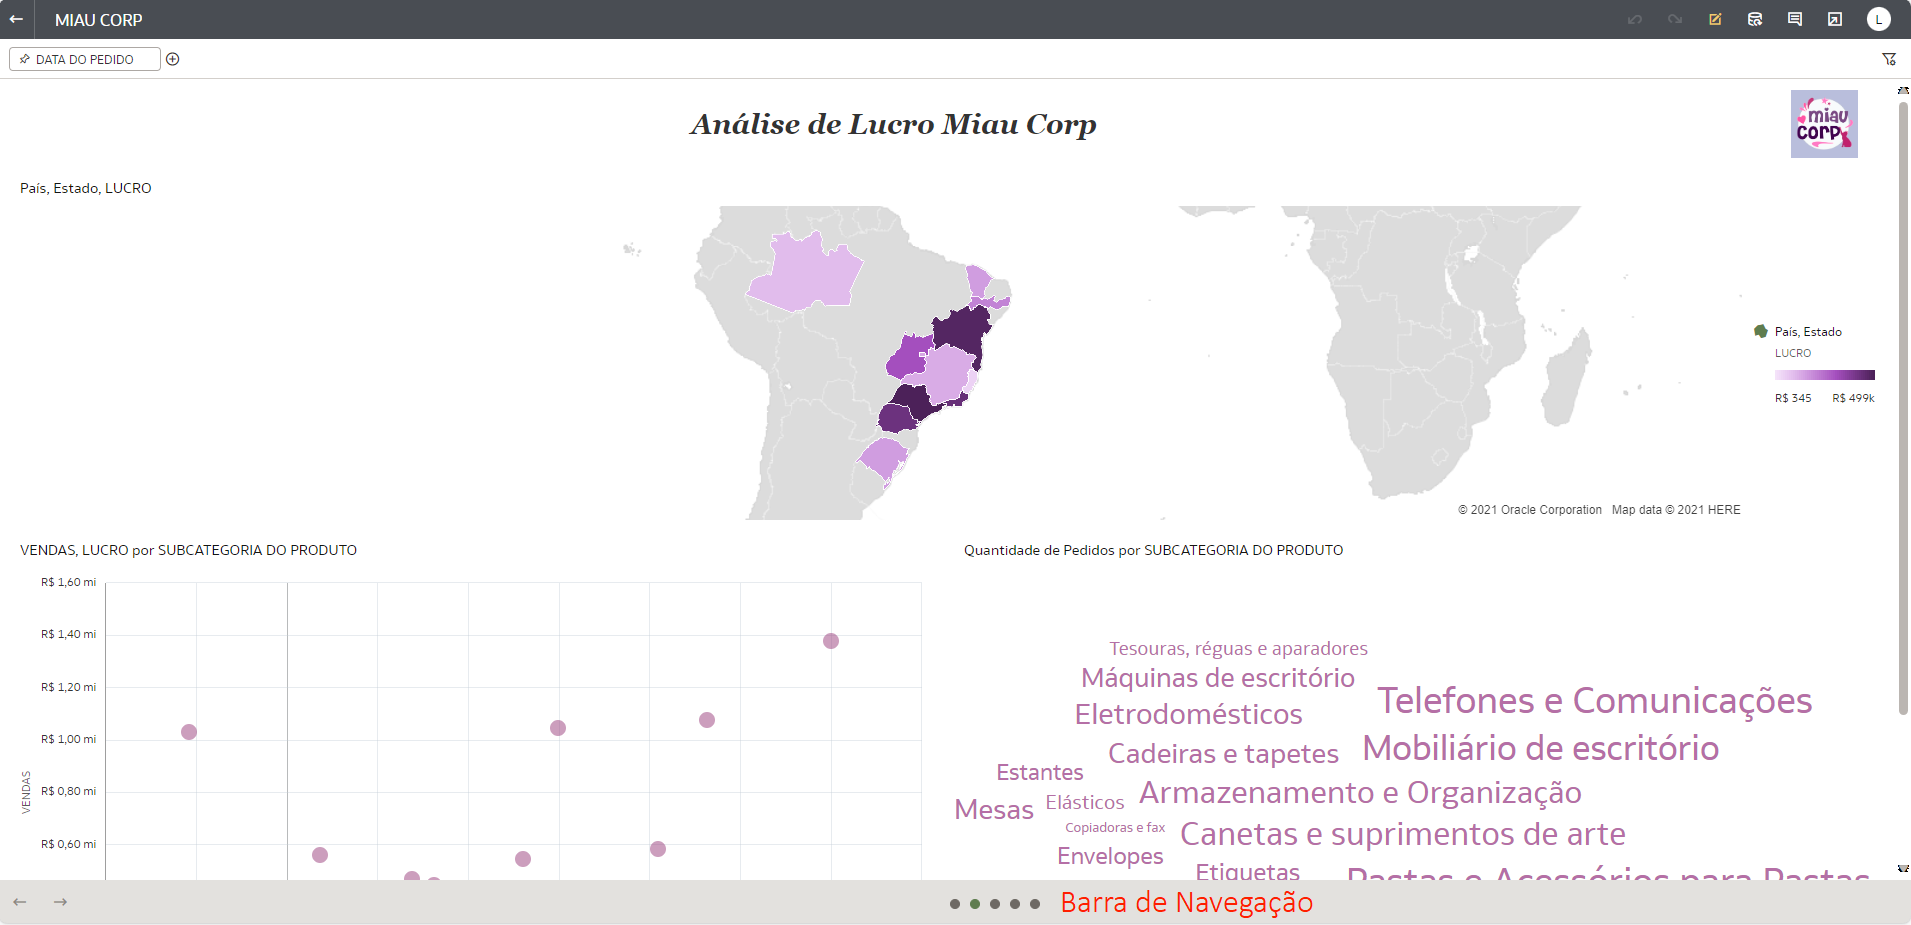 MIAU CORP
L
DATA DO PEDIDO
Análise de Lucro Miau Corp
miau
corp
País, Estado, LUCRO
País, Estado
LUCRO
R$ 345 R$ 499k
© 2021 Oracle Corporation Map data © 2021 HERE
VENDAS, LUCRO por SUBCATEGORIA DO PRODUTO
R$ 1,60 mi
R$ 1,40 mi
R$ 1,20 mi
R$ 1,00 mi
R$ 0,80 mi
R$ 0,60 mi
VENDAS
Quantidade de Pedidos por SUBCATEGORIA DO PRODUTO
Tesouras, réguas e aparadores
Máquinas de escritório
Telefones e Comunicações
Eletrodomésticos
Mobiliário de escritório
Cadeiras e tapetes
Estantes
Armazenamento e Organização
Mesas
Elásticos
Copiadoras e fax
Canetas e suprimentos de arte
Envelopes
Etiquetas
Pastas e Acessórios para Pastas
Barra de Navegação